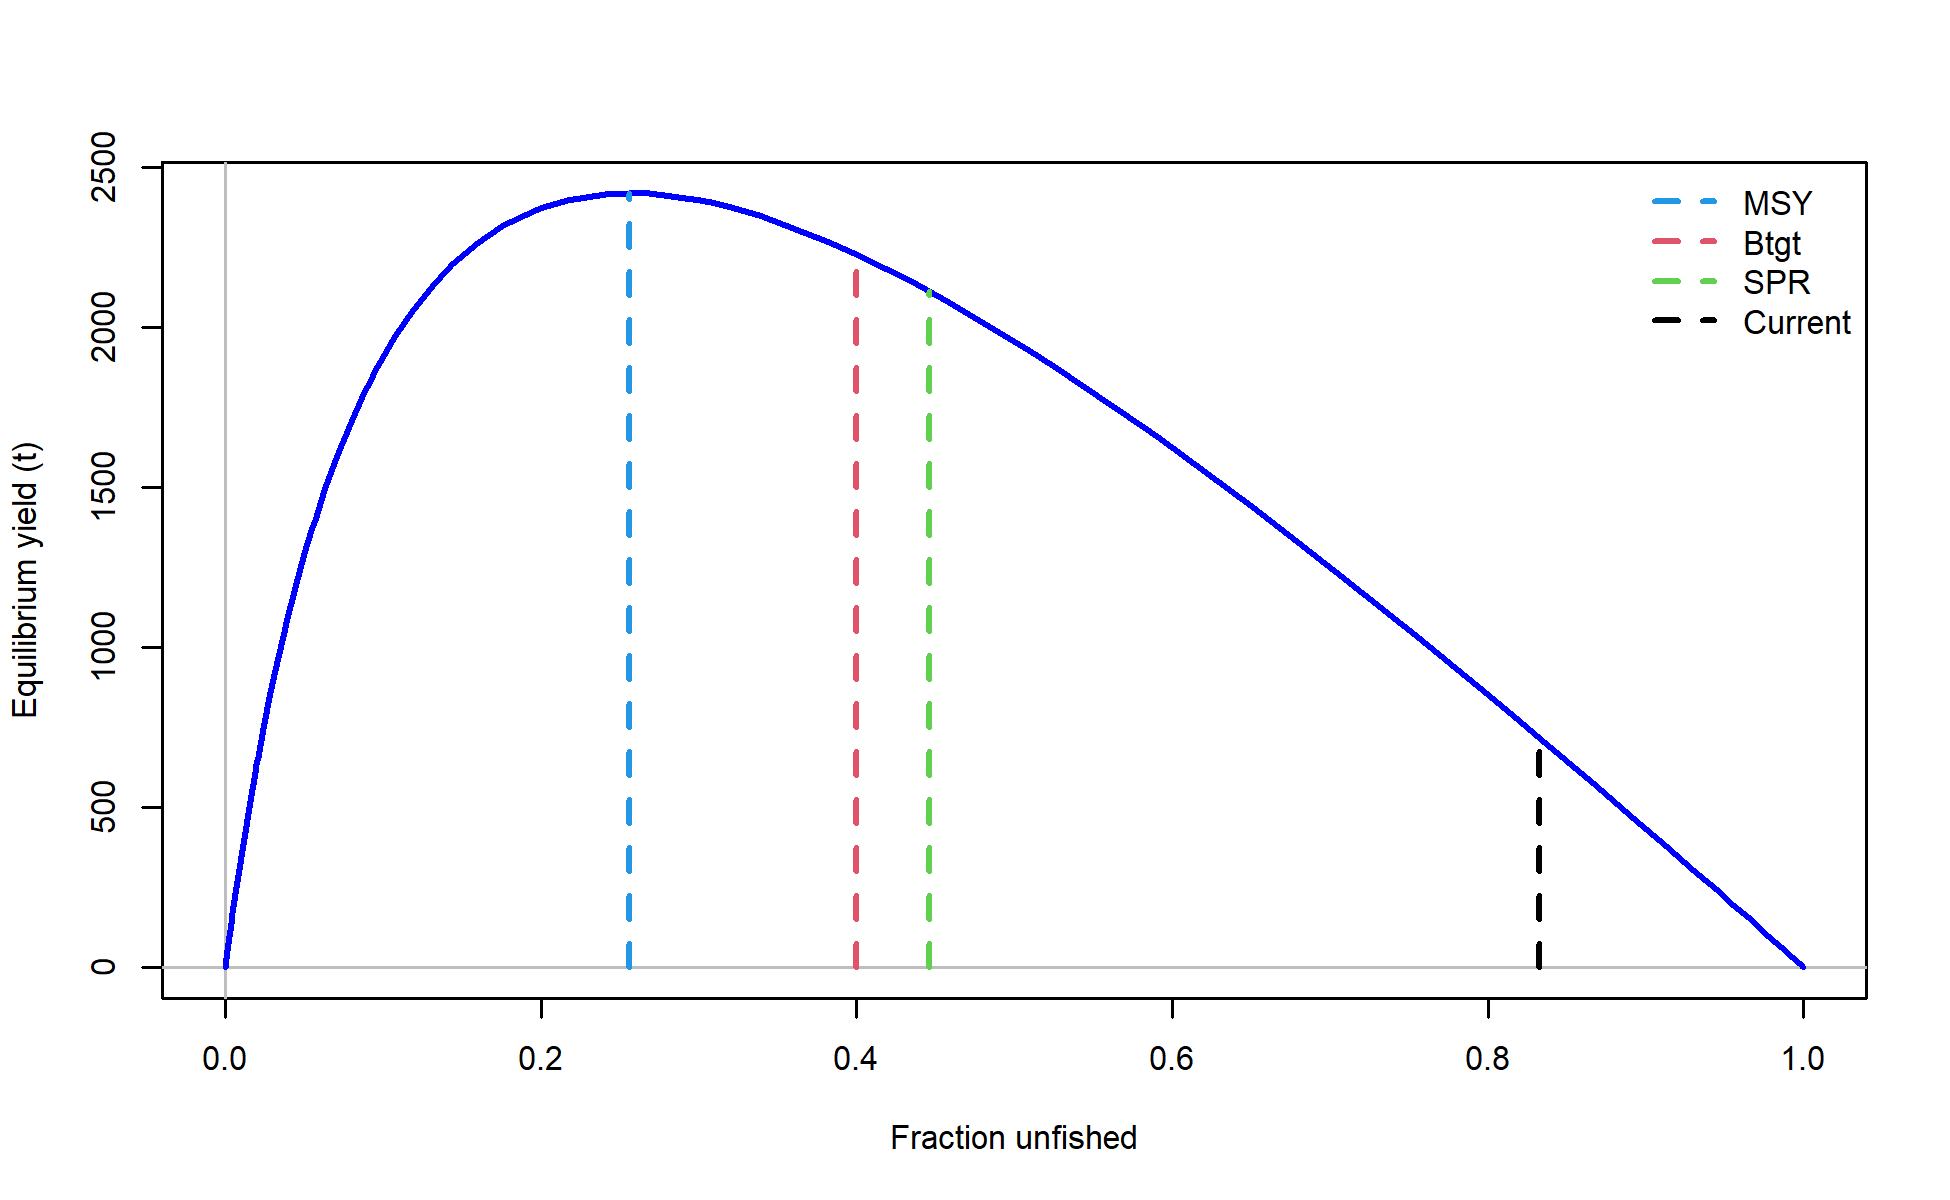 MSY
Btgt
SPR
Current
Equilibrium yield (t)
2500
2000
1500
1000
500
0
0.0 0.2 0.4 0.6 0.8 1.0
Fraction unfished